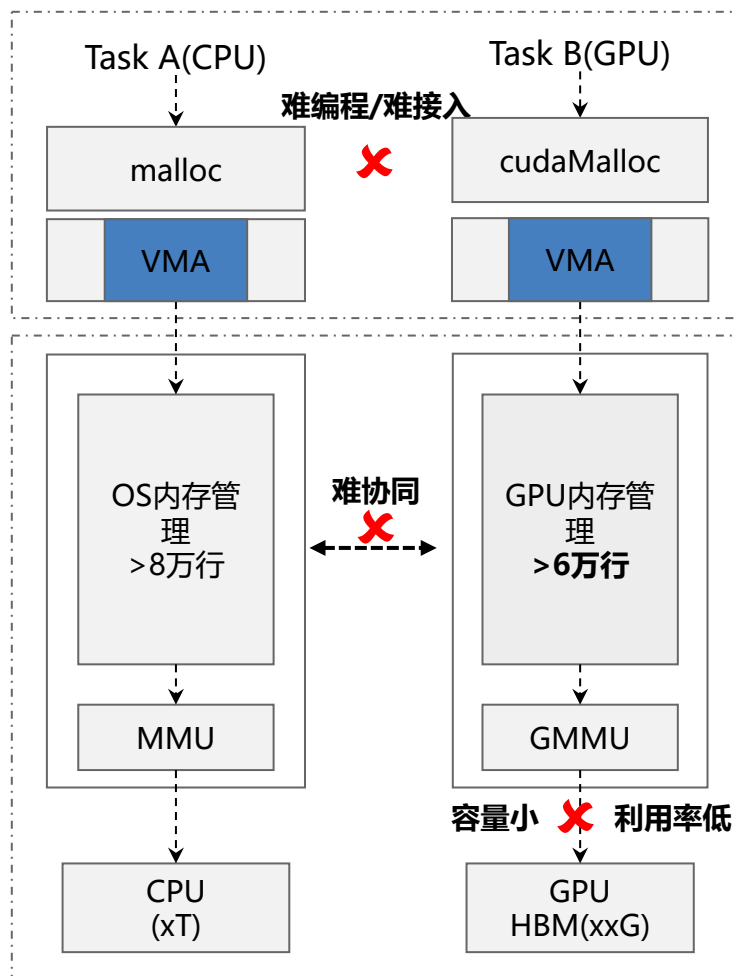 Task A(CPU)
Task B(GPU)
难编程/难接入
malloc
cudaMalloc
VMA
VMA
OS内存管
理
>8万行
难协同
GPU内存管
理
>6万行
MMU
GMMU
容量小
利用率低
CPU
(xT)
GPU
HBM(xxG)